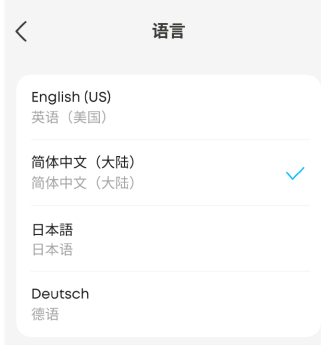 语言
English (US)
英语（美国）
简体中文（大陆）
简体中文（大陆）
日本語
日本语
Deutsch
德语